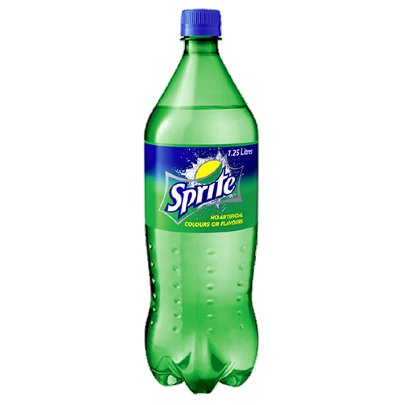 1.25 Litres
Sprite
NO ARTIFICIAL
COLOURS OR FLAVOURS